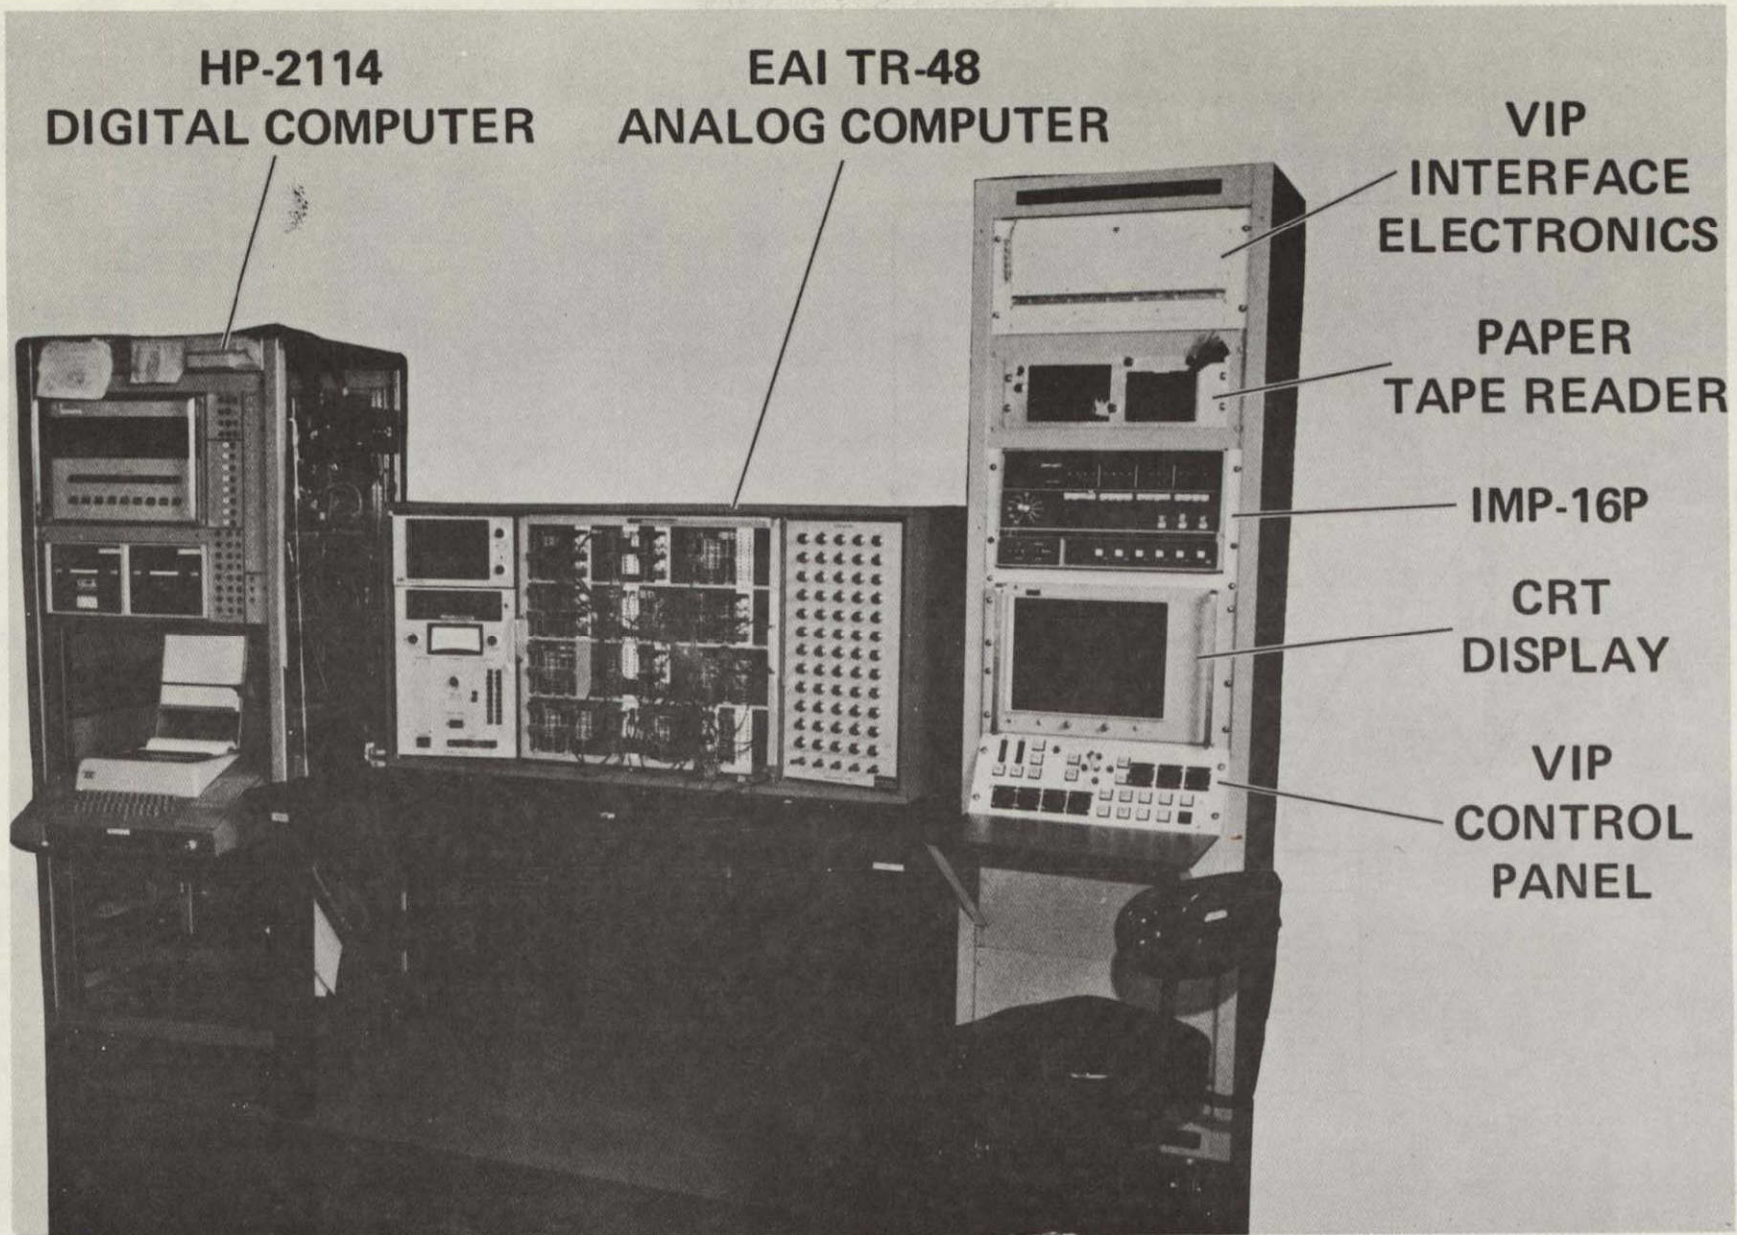 HP-2114
DIGITAL COMPUTER
EAI TR-48
ANALOG COMPUTER
VIP
INTERFACE
ELECTRONICS
PAPER
TAPE READER
IMP-16P
CRT
DISPLAY
VIP
CONTROL
PANEL